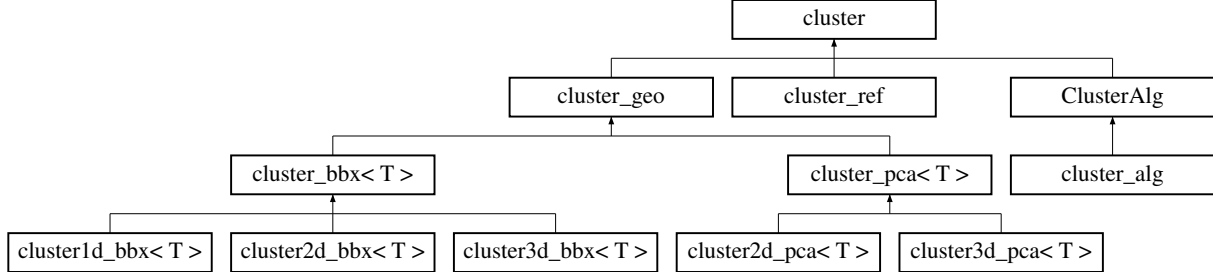 cluster
cluster_geo
cluster_ref
ClusterAlg
cluster_bbx< T >
cluster_pca< T >
cluster_alg
cluster1d_bbx< T >
cluster2d_bbx< T >
cluster3d_bbx< T >
cluster2d_pca< T >
cluster3d_pca< T >